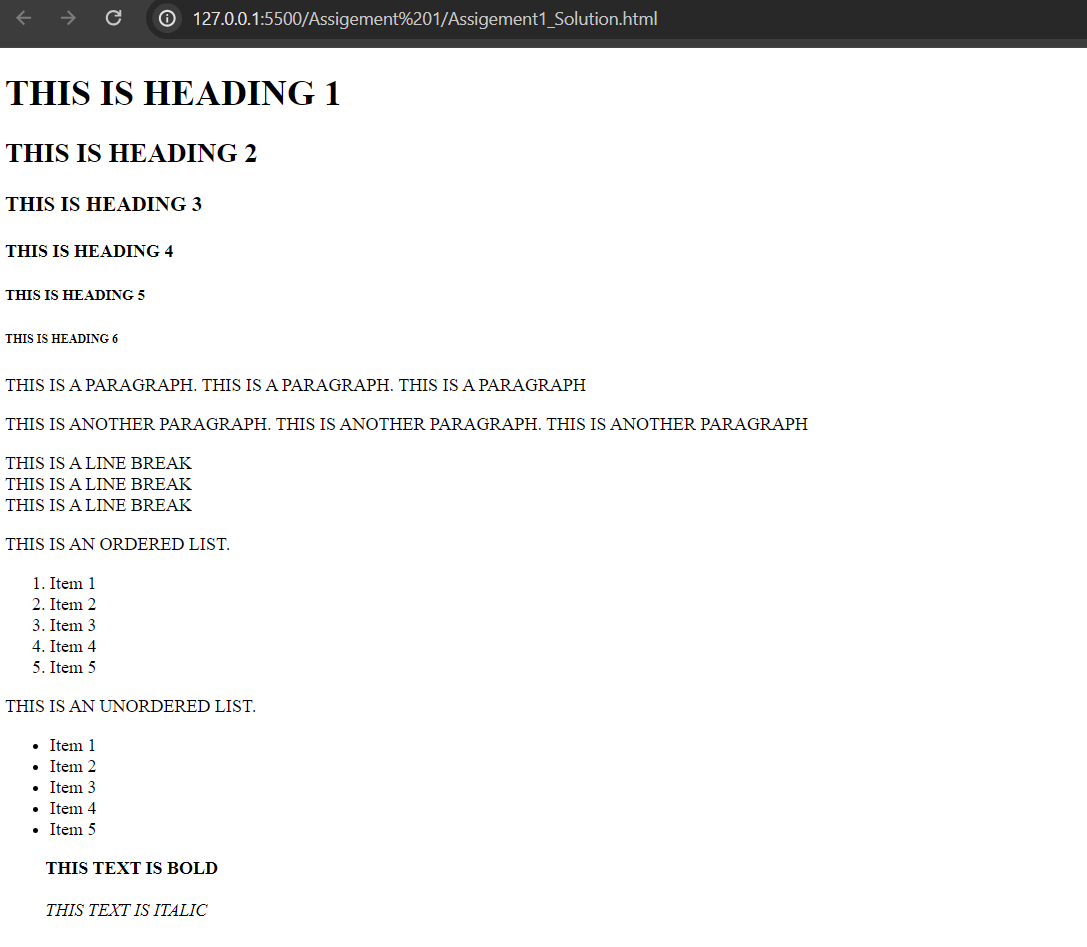 127.0.0.1:5500/Assigement%201/Assigement1_Solution.html
THIS IS HEADING 1
THIS IS HEADING 2
THIS IS HEADING 3
THIS IS HEADING 4
THIS IS HEADING 5
THIS IS HEADING 6
THIS IS A PARAGRAPH. THIS IS A PARAGRAPH. THIS IS A PARAGRAPH
THIS IS ANOTHER PARAGRAPH. THIS IS ANOTHER PARAGRAPH. THIS IS ANOTHER PARAGRAPH
THIS IS A LINE BREAK
THIS IS A LINE BREAK
THIS IS A LINE BREAK
THIS IS AN ORDERED LIST.
1. Item 1
2. Item 2
3. Item 3
4. Item 4
5. Item 5
THIS IS AN UNORDERED LIST.
• Item 1
• Item 2
• Item 3
• Item 4
• Item 5
THIS TEXT IS BOLD
THIS TEXT IS ITALIC